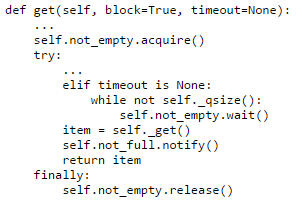 def get(self, block=True, timeout=None):
    ...
    self.not_empty.acquire()
    try:
        ...
        elif timeout is None:
            while not self._qsize():
                self.not_empty.wait()
        item = self._get()
        self.not_full.notify()
        return item
    finally:
        self.not_empty.release()